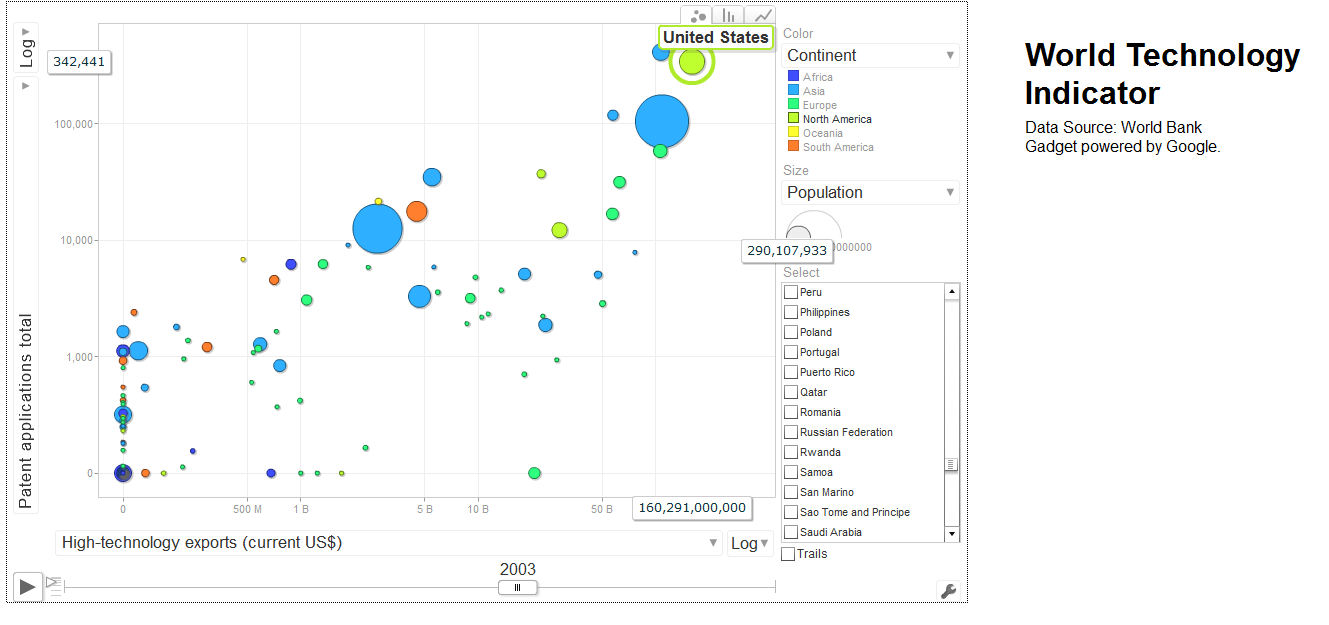 World Technology
Indicator
Data Source: World Bank
Gadget powered by Google.
United States
Log
342,441
100,000
10,000
1,000
0
Patent applications total
0
500 M
1 B
5 B
10 B
50 B
160,291,000,000
High-technology exports (current US$)
Log
2003
Color
Continent
Africa
Asia
Europe
North America
Oceania
South America
Size
Population
290,107,933
0000000
Select
Peru
Philippines
Poland
Portugal
Puerto Rico
Qatar
Romania
Russian Federation
Rwanda
Samoa
San Marino
Sao Tome and Principe
Saudi Arabia
Trails